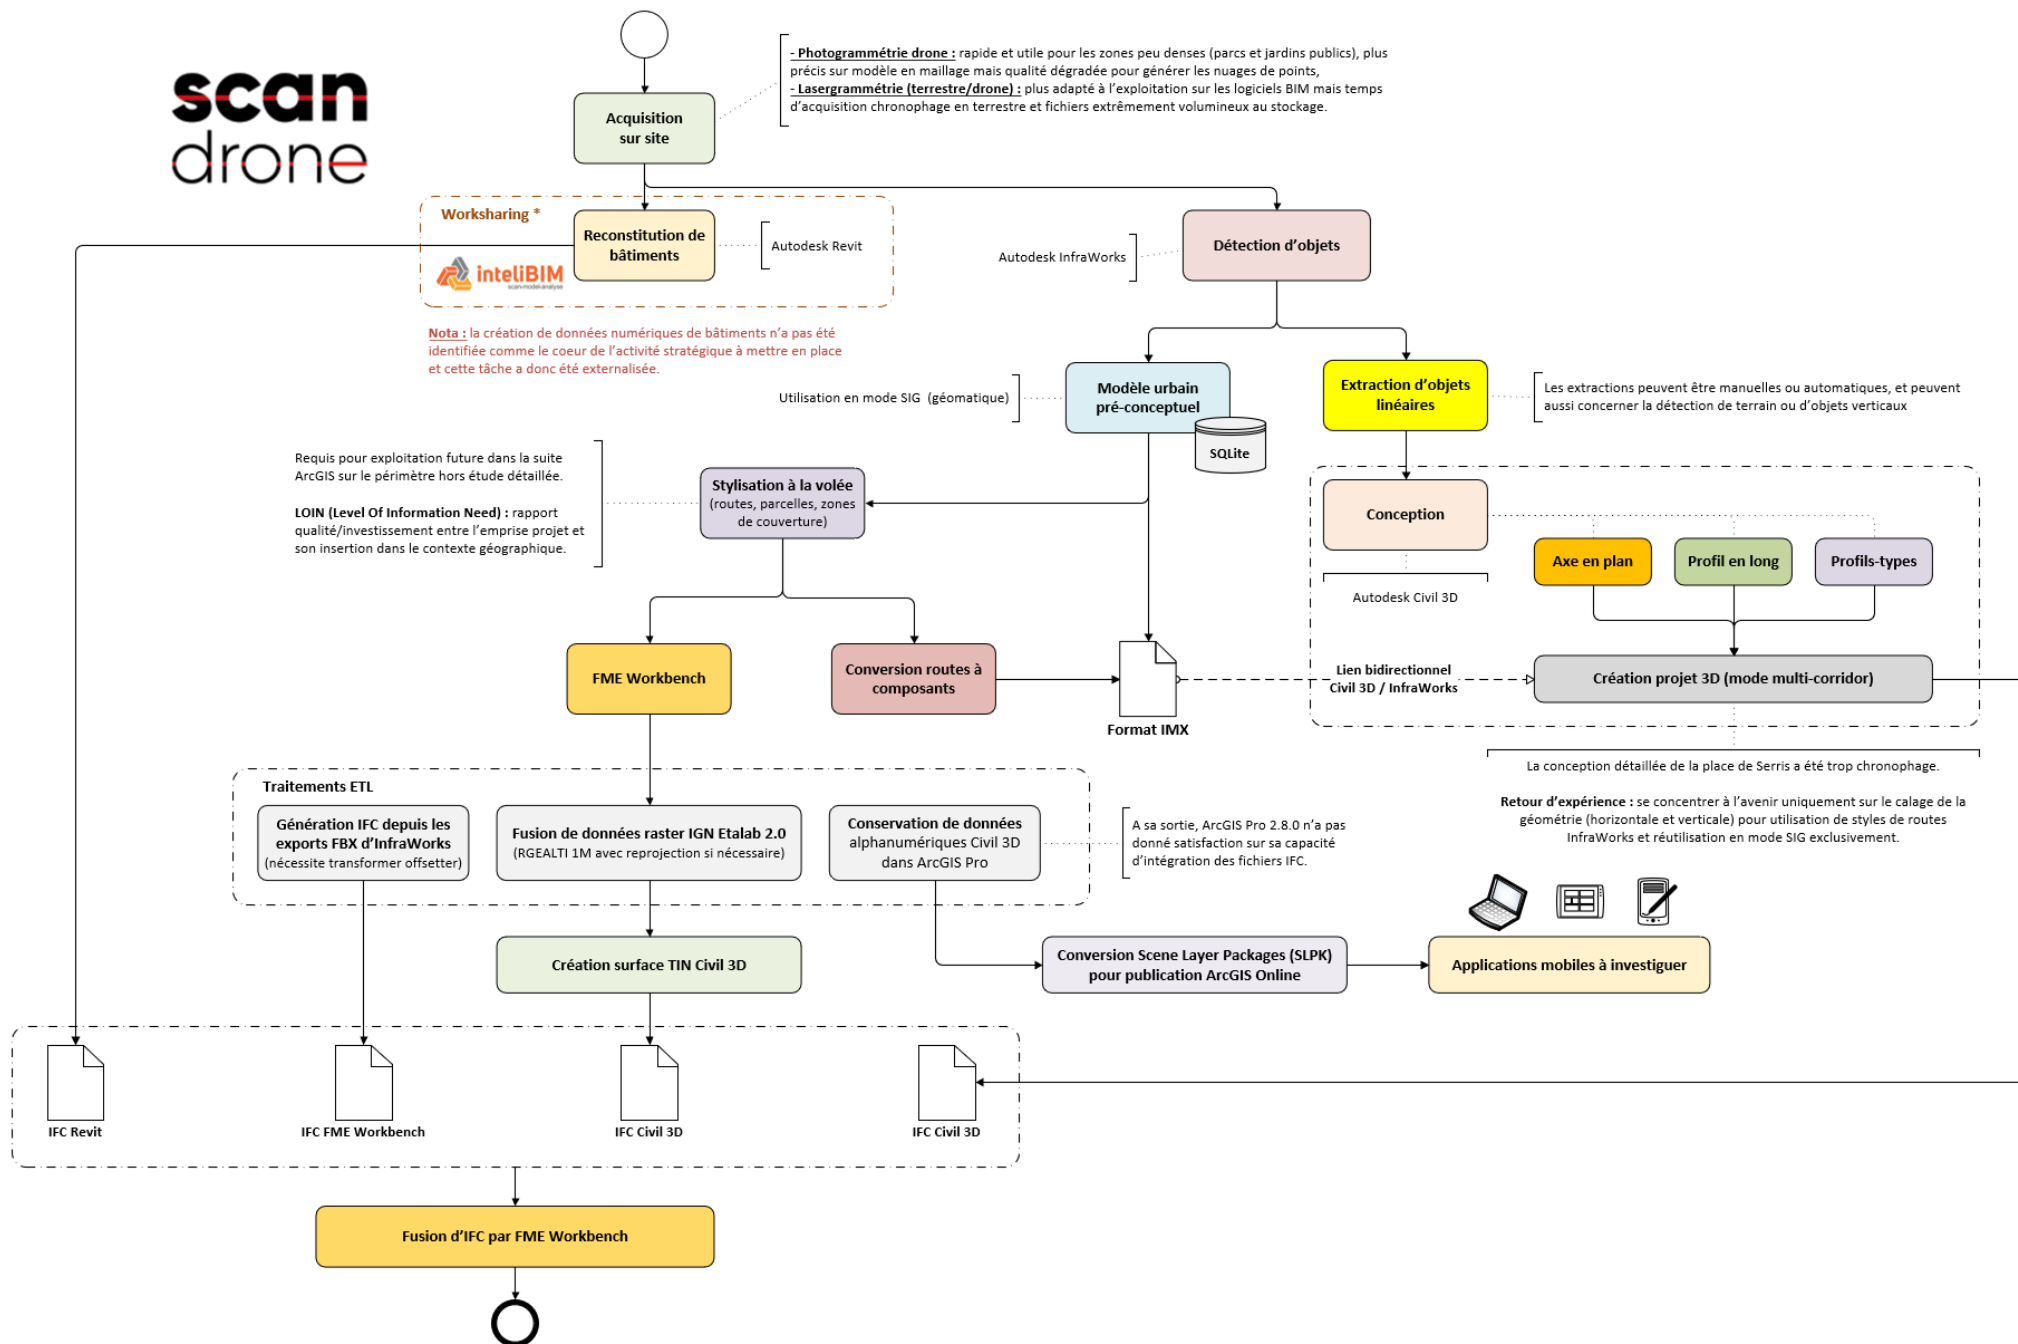 scan
drone
- Photogrammétrie drone : rapide et utile pour les zones peu denses (parcs et jardins publics), plus
précis sur modèle en maillage mais qualité dégradée pour générer les nuages de points,
- Lasergrammétrie (terrestre/drone) : plus adapté à l'exploitation sur les logiciels BIM mais temps
d'acquisition chronophage en terrestre et fichiers extrêmement volumineux au stockage.
Acquisition
sur site
Worksharing *
Reconstitution de
bâtiments
Autodesk Revit
inteliBIM
scan-model-analyse
Autodesk InfraWorks
Détection d'objets
Nota : la création de données numériques de bâtiments n'a pas été
identifiée comme le coeur de l'activité stratégique à mettre en place
et cette tâche a donc été externalisée.
Utilisation en mode SIG (géomatique)
Modèle urbain
pré-conceptuel
SQLite
Extraction d'objets
linéaires
Les extractions peuvent être manuelles ou automatiques, et peuvent
aussi concerner la détection de terrain ou d'objets verticaux
Requis pour exploitation future dans la suite
ArcGIS sur le périmètre hors étude détaillée.
LOIN (Level Of Information Need) : rapport
qualité/investissement entre l'emprise projet et
son insertion dans le contexte géographique.
Stylisation à la volée
(routes, parcelles, zones
de couverture)
Conception
Axe en plan
Profil en long
Profils-types
Autodesk Civil 3D
FME Workbench
Conversion routes à
composants
Format IMX
Lien bidirectionnel
Civil 3D / InfraWorks
Création projet 3D (mode multi-corridor)
La conception détaillée de la place de Serris a été trop chronophage.
Retour d'expérience : se concentrer à l'avenir uniquement sur le calage de la
géométrie (horizontale et verticale) pour utilisation de styles de routes
InfraWorks et réutilisation en mode SIG exclusivement.
Traitements ETL
Génération IFC depuis les
exports FBX d'InfraWorks
(nécessite transformer offsetter)
Fusion de données raster IGN Etalab 2.0
(RGEALTI 1M avec reprojection si nécessaire)
Conservation de données
alphanumériques Civil 3D
dans ArcGIS Pro
A sa sortie, ArcGIS Pro 2.8.0 n'a pas
donné satisfaction sur sa capacité
d'intégration des fichiers IFC.
Création surface TIN Civil 3D
Conversion Scene Layer Packages (SLPK)
pour publication ArcGIS Online
Applications mobiles à investiguer
IFC Revit
IFC FME Workbench
IFC Civil 3D
IFC Civil 3D
Fusion d'IFC par FME Workbench